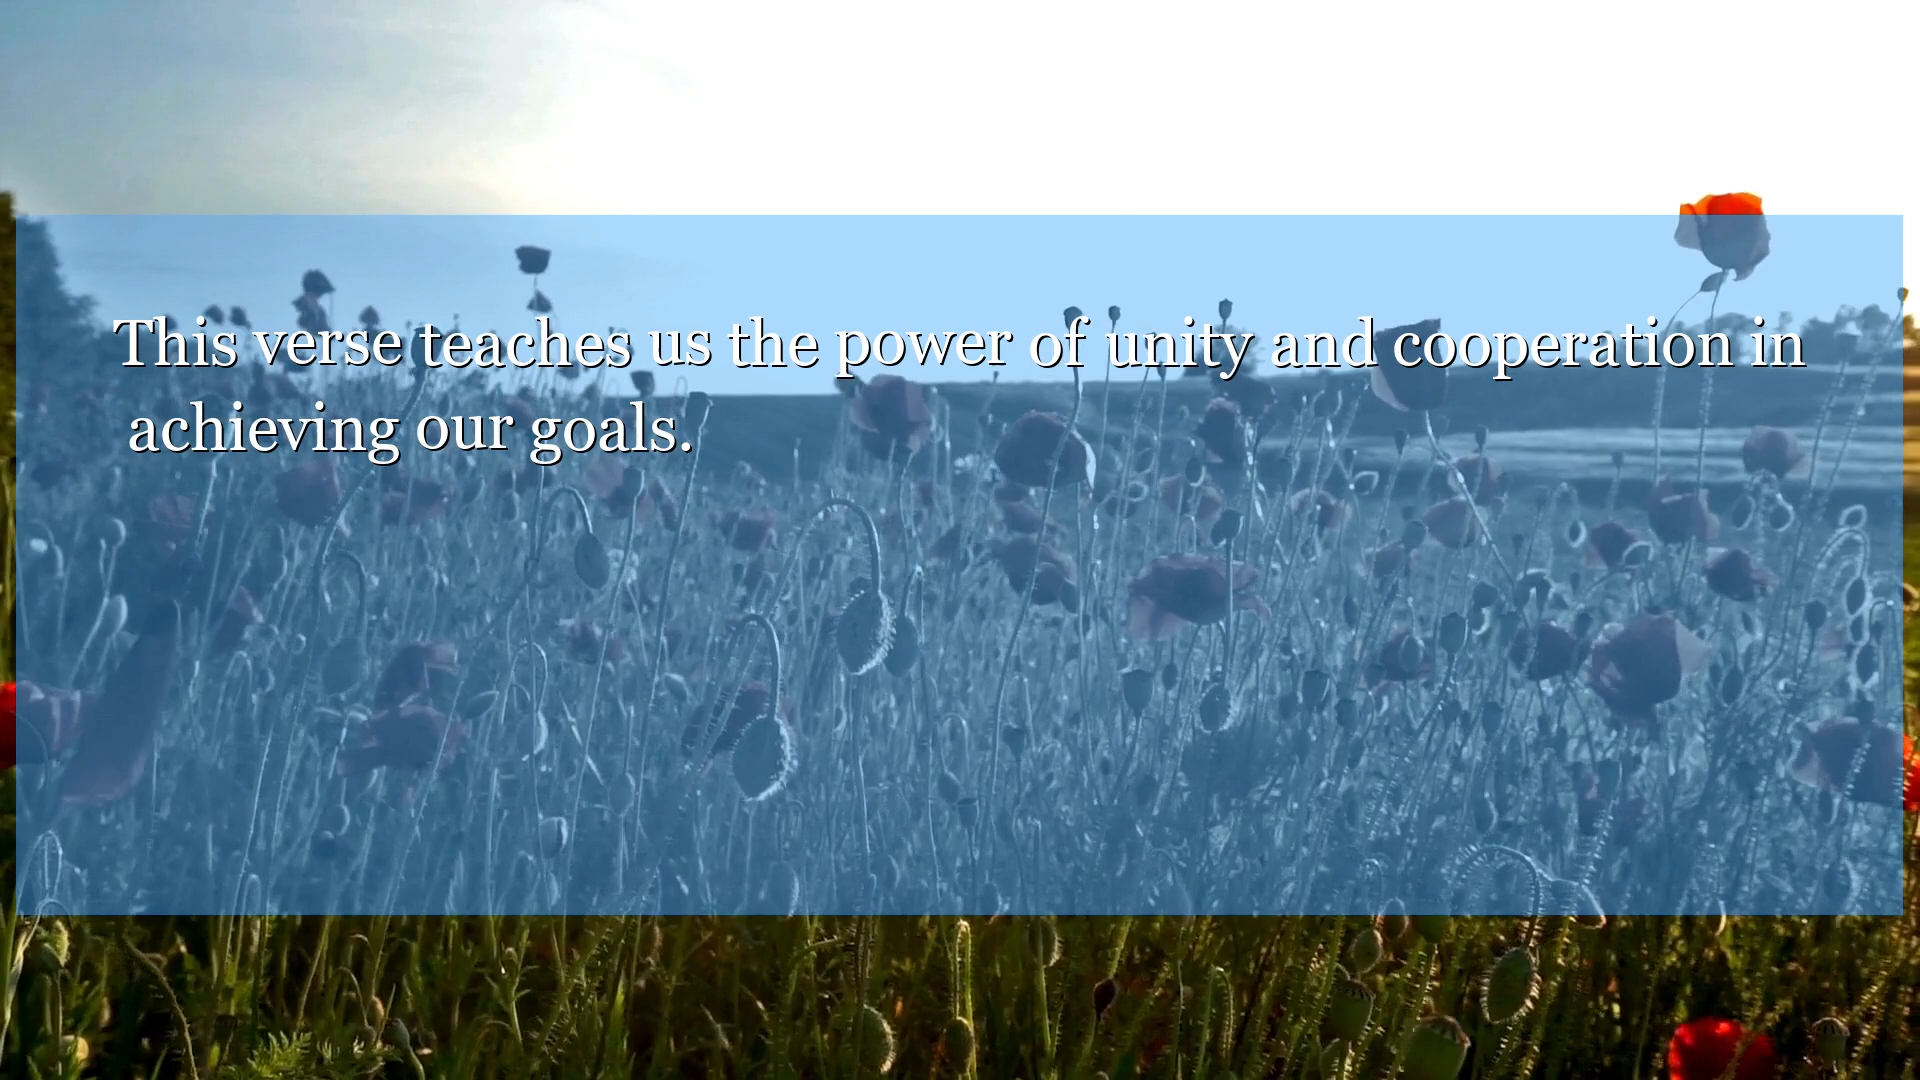 This verse teaches us the power of unity and cooperation in
achieving our goals.